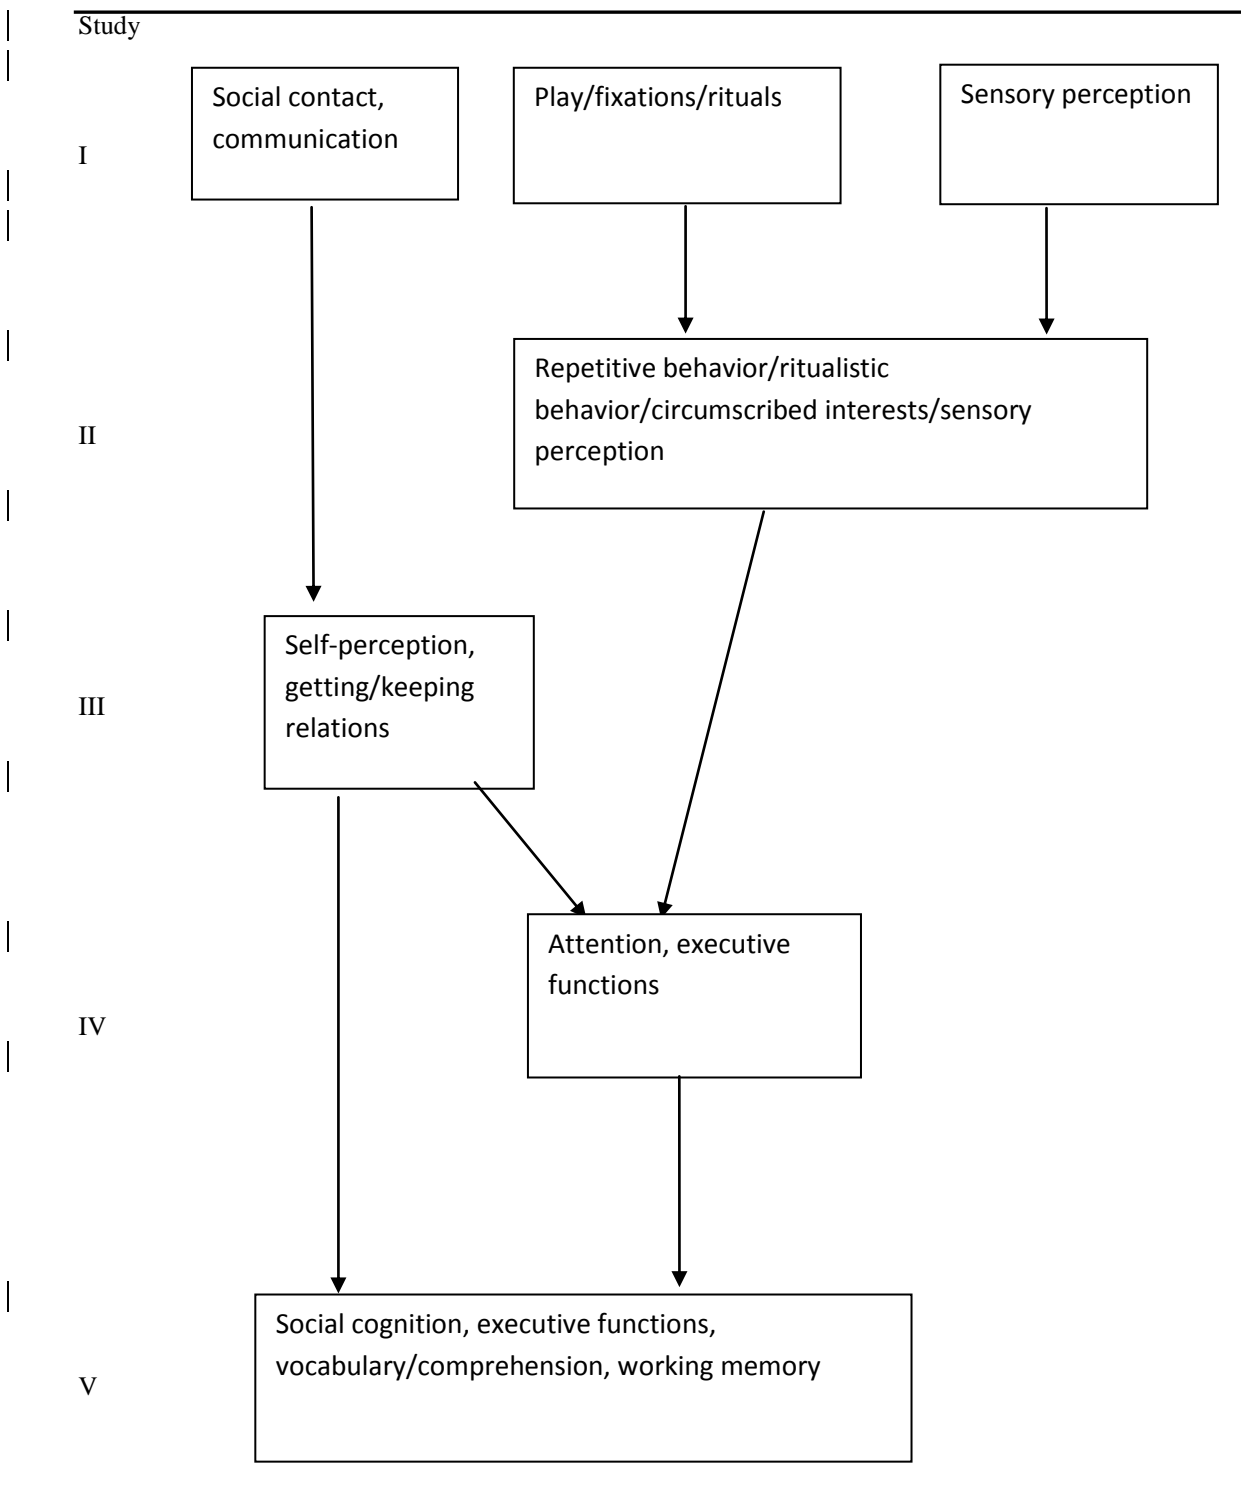 Study
Social contact,
communication
Play/fixations/rituals
Sensory perception
I
Repetitive behavior/ritualistic
behavior/circumscribed interests/sensory
perception
II
Self-perception,
getting/keeping
relations
III
Attention, executive
functions
IV
Social cognition, executive functions,
vocabulary/comprehension, working memory
V